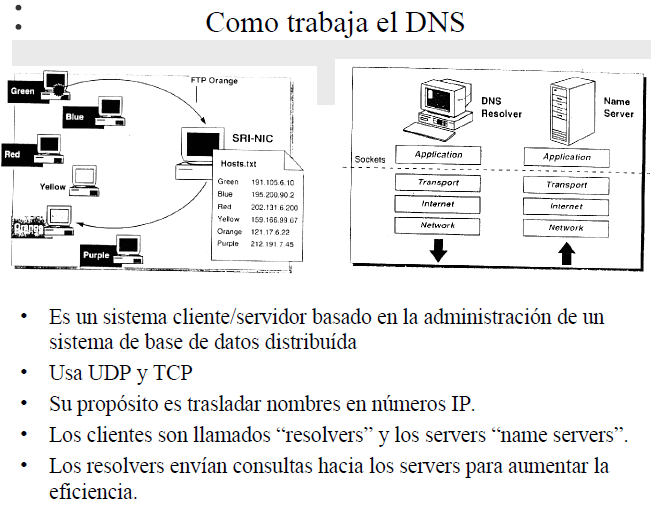 Como trabaja el DNS
FTP Orange
Green
Blue
Red
Yellow
Orange
Purple
SRI-NIC
Hosts.txt
Green 191.105.6.10
Blue 195.200.90.2
Red 202.131.6.200
Yellow 159.166.99.67
Orange 121.17.6.22
Purple 212.191.7.45
DNS
Resolver
Name
Server
Sockets
Application
Application
Transport
Transport
Internet
Internet
Network
Network
• Es un sistema cliente/servidor basado en la administración de un
sistema de base de datos distribuída
• Usa UDP y TCP
• Su propósito es trasladar nombres en números IP.
• Los clientes son llamados “resolvers” y los servers “name servers”.
• Los resolvers envían consultas hacia los servers para aumentar la
eficiencia.